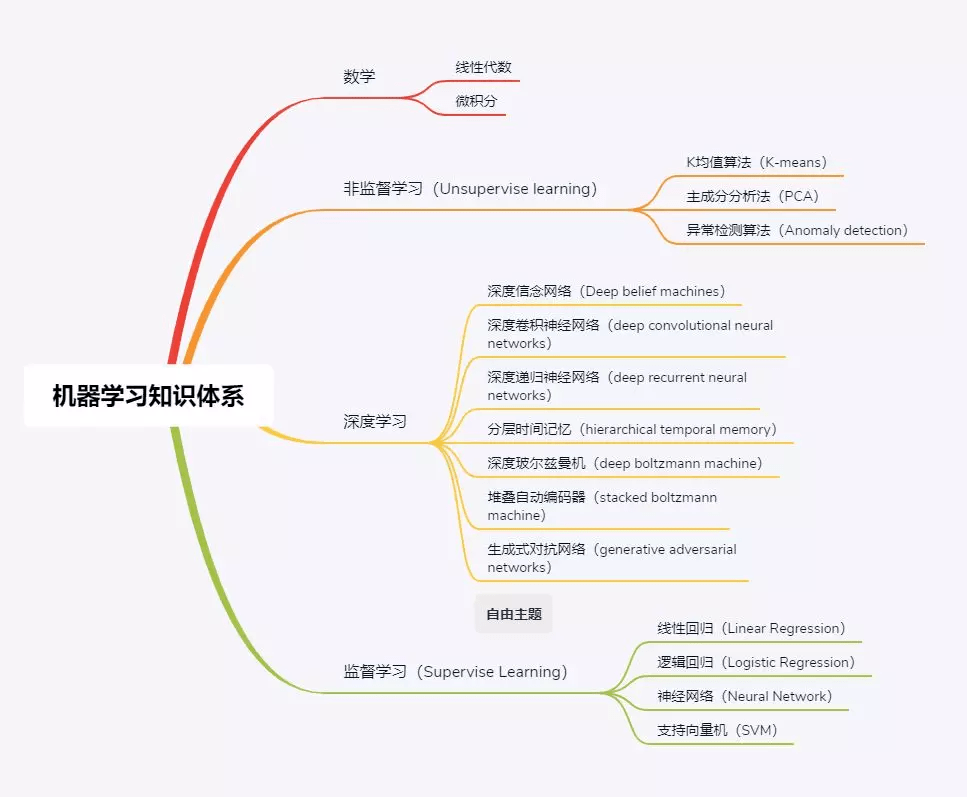 数学
线性代数
微积分
非监督学习（Unsupervise learning）
K均值算法（K-means）
主成分分析法（PCA）
异常检测算法（Anomaly detection）
机器学习知识体系
深度学习
深度信念网络（Deep belief machines）
深度卷积神经网络（deep convolutional neural
networks）
深度递归神经网络（deep recurrent neural
networks）
分层时间记忆（hierarchical temporal memory）
深度玻尔兹曼机（deep boltzmann machine）
堆叠自动编码器（stacked boltzmann
machine）
生成式对抗网络（generative adversarial
networks）
自由主题
监督学习（Supervise Learning）
线性回归（Linear Regression）
逻辑回归（Logistic Regression）
神经网络（Neural Network）
支持向量机（SVM）